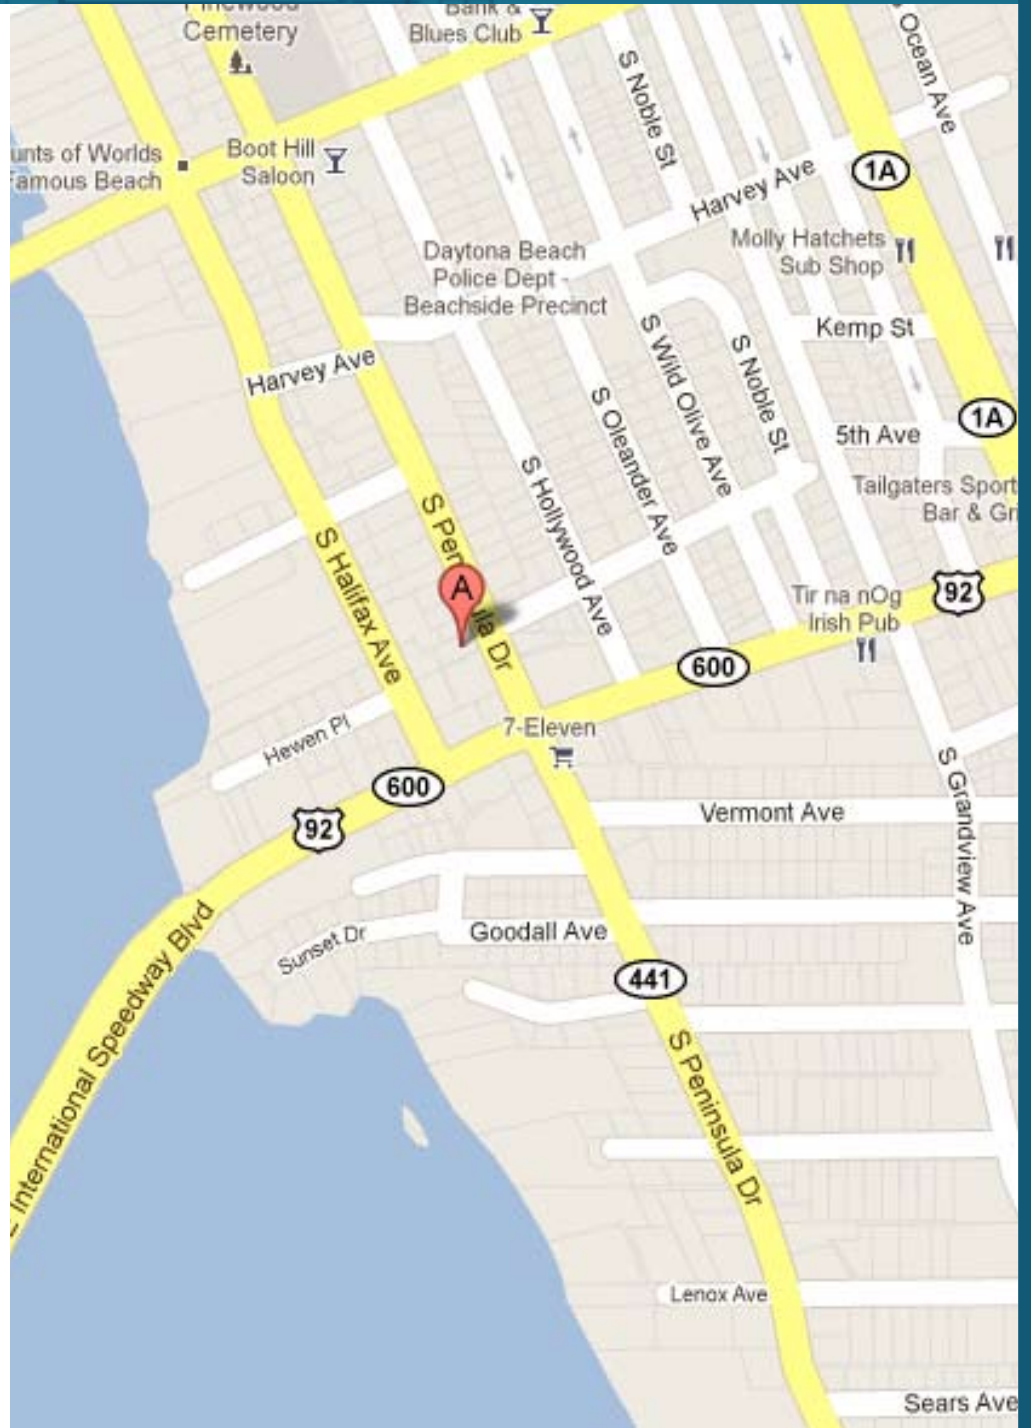 Pinewood
Cemetery
Bank &
Blues Club
S Noble St
Ocean Ave
unts of Worlds
Famous Beach
Boot Hill
Saloon
1A
Harvey Ave
Daytona Beach
Police Dept -
Beachside Precinct
Molly Hatchets
Sub Shop
Kemp St
Harvey Ave
S Wild Olive Ave
S Noble St
S Oleander Ave
1A
5th Ave
S Hollywood Ave
Tailgaters Sport
Bar & Gri
S Halifax Ave
S Peninsula Dr
A
92
Tir na nOg
Irish Pub
600
Hewen Pl
7-Eleven
600
92
Vermont Ave
S Grandview Ave
International Speedway Blvd
Sunset Dr
Goodall Ave
441
S Peninsula Dr
Lenox Ave
Sears Ave